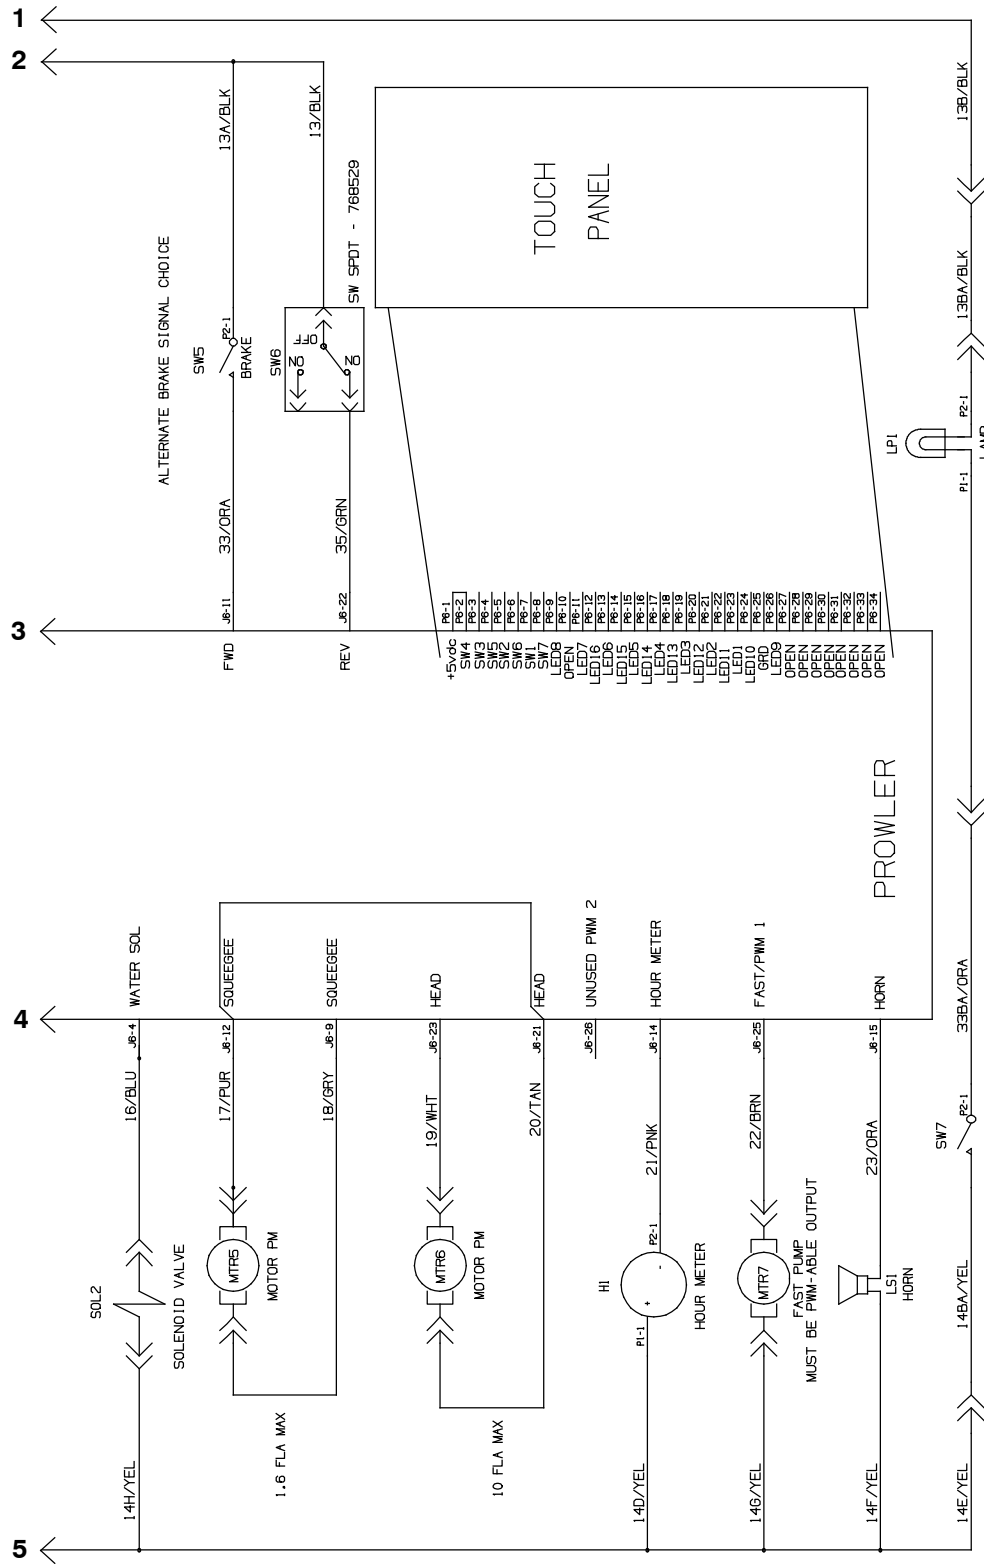 1
2
3
4
5
13A/BLK
13/BLK
13B/BLK
13BA/BLK
ALTERNATE BRAKE SIGNAL CHOICE
SW5
P2-1
BRAKE
SW6
OFF
NO
NO
SW SPDT - 768529
TOUCH
PANEL
LP1
P2-1
P1-1
33/ORA
35/GRN
J6-11
J6-22
FWD
REV
P6-1
P6-2
P6-3
P6-4
P6-5
P6-6
P6-7
P6-8
P6-9
P6-10
P6-11
P6-12
P6-13
P6-14
P6-15
P6-16
P6-17
P6-18
P6-19
P6-20
P6-21
P6-22
P6-23
P6-24
P6-25
P6-26
P6-27
P6-28
P6-29
P6-30
P6-31
P6-32
P6-33
P6-34
+5vdc
SW4
SW3
SW5
SW2
SW6
SW1
SW7
LED8
OPEN
LED7
LED16
LED6
LED15
LED5
LED14
LED4
LED13
LED3
LED12
LED2
LED11
LED1
LED10
GRD
LED9
OPEN
OPEN
OPEN
OPEN
OPEN
OPEN
OPEN
OPEN
PROWLER
WATER SOL
SQUEEGEE
SQUEEGEE
HEAD
HEAD
UNUSED PWM 2
HOUR METER
FAST/PWM 1
HORN
J6-4
J6-12
J6-9
J6-23
J6-21
J6-26
J6-14
J6-25
J6-15
16/BLU
17/PUR
18/GRY
19/WHT
20/TAN
21/PNK
22/BRN
23/ORA
33BA/ORA
SW7
P2-1
SOL2
SOLENOID VALVE
MTR5
MOTOR PM
MTR6
MOTOR PM
H1
P2-1
-
+
P1-1
HOUR METER
MTR7
FAST PUMP
MUST BE PWM-ABLE OUTPUT
LS1
HORN
14BA/YEL
1.6 FLA MAX
10 FLA MAX
14H/YEL
14D/YEL
14G/YEL
14F/YEL
14E/YEL